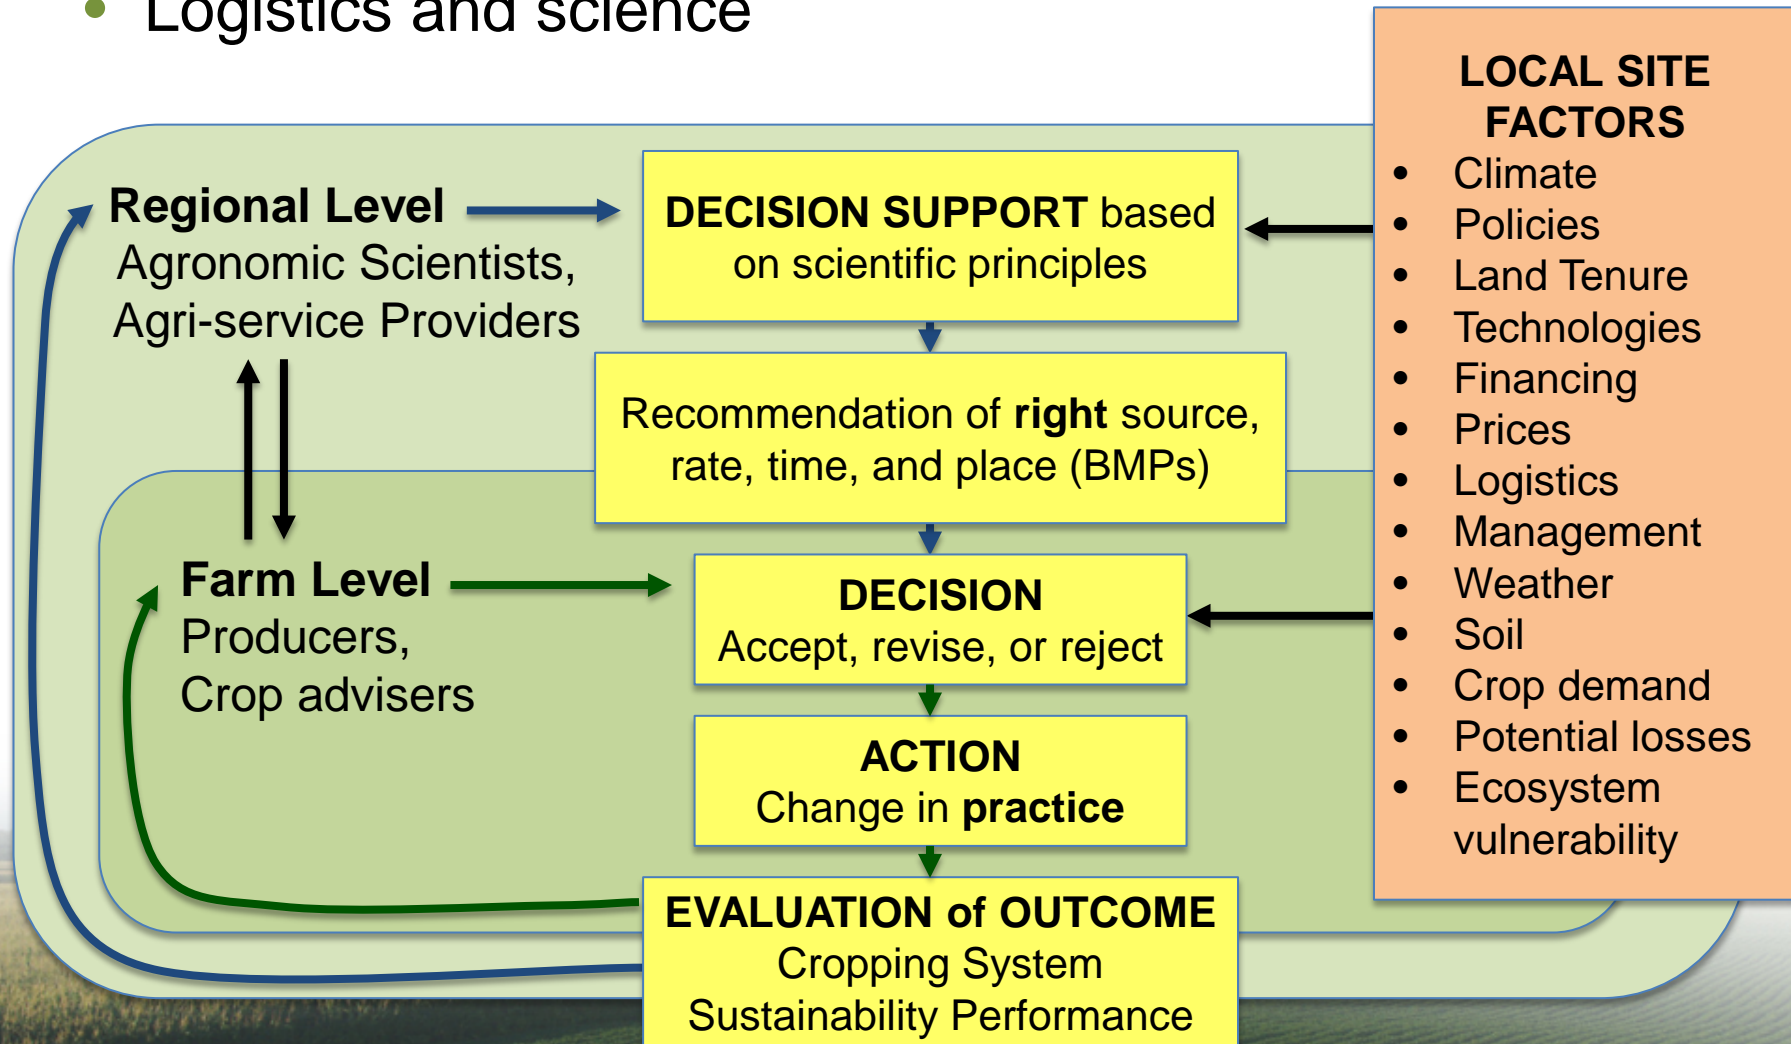 • Logistics and science
Regional Level
Agronomic Scientists,
Agri-service Providers
DECISION SUPPORT based
on scientific principles
Recommendation of right source,
rate, time, and place (BMPs)
Farm Level
Producers,
Crop advisers
DECISION
Accept, revise, or reject
ACTION
Change in practice
EVALUATION of OUTCOME
Cropping System
Sustainability Performance
LOCAL SITE
FACTORS
• Climate
• Policies
• Land Tenure
• Technologies
• Financing
• Prices
• Logistics
• Management
• Weather
• Soil
• Crop demand
• Potential losses
• Ecosystem
vulnerability